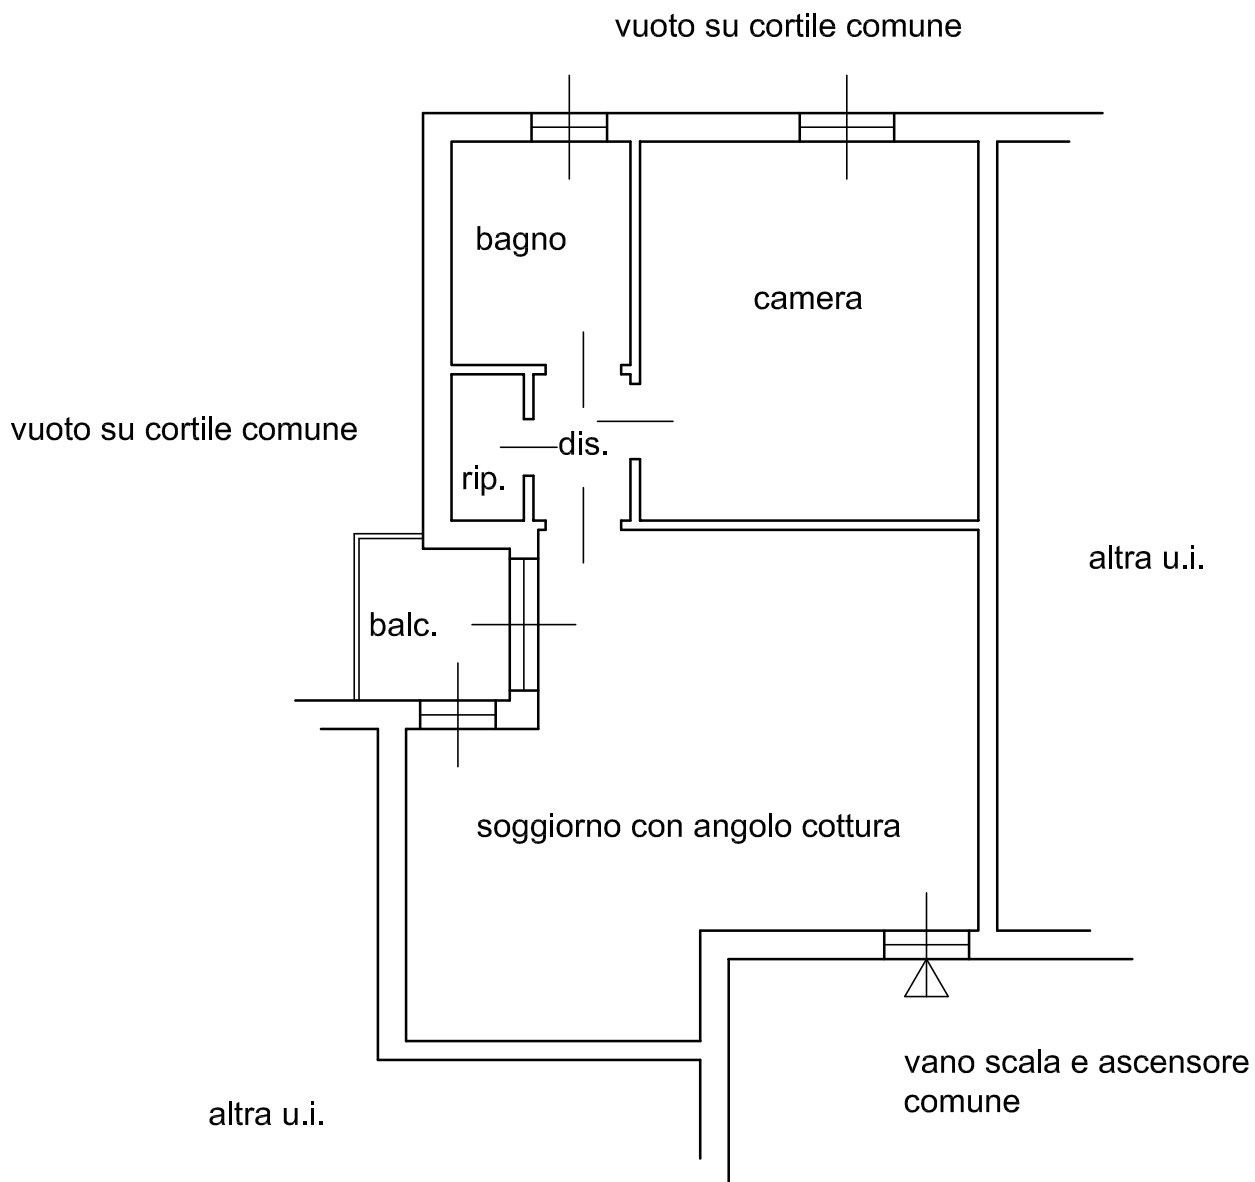 vuoto su cortile comune
bagno
camera
vuoto su cortile comune
dis.
rip.
altra u.i.
balc.
soggiorno con angolo cottura
vano scala e ascensore
comune
altra u.i.